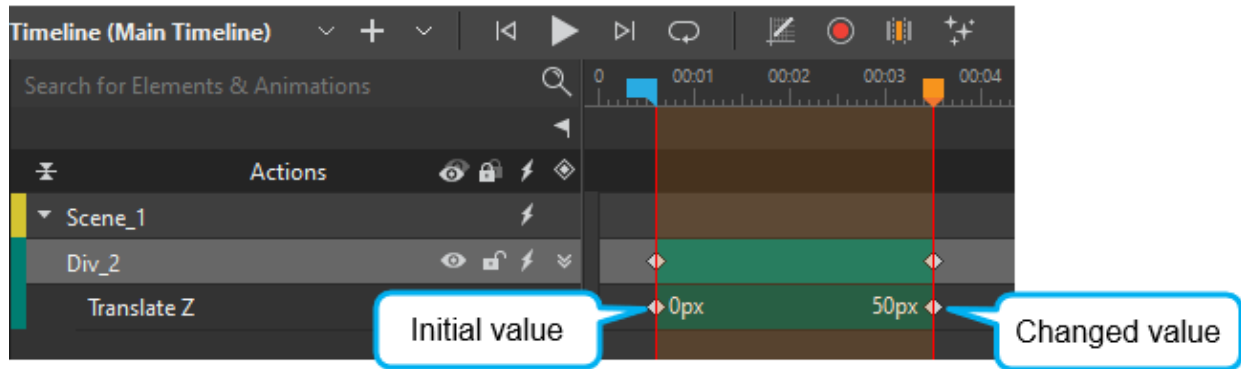 Timeline (Main Timeline)
Search for Elements & Animations
0 00:01 00:02 00:03 00:04
Actions
Scene_1
Div_2
Translate Z 0px 50px
Initial value
Changed value